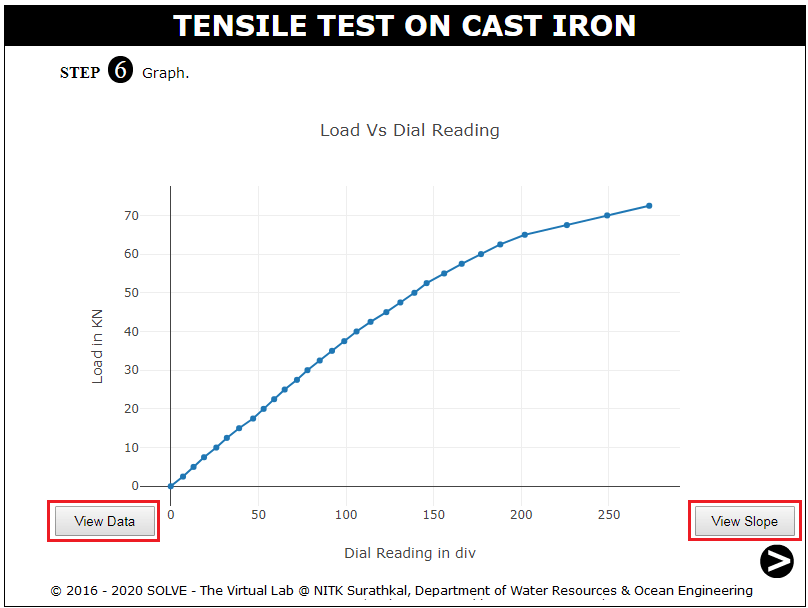 TENSILE TEST ON CAST IRON
STEP 6 Graph.
Load Vs Dial Reading
70
60
50
40
30
20
10
0
Load in KN
0 50 100 150 200 250
Dial Reading in div
View Data
View Slope
>
© 2016 - 2020 SOLVE - The Virtual Lab @ NITK Surathkal, Department of Water Resources & Ocean Engineering